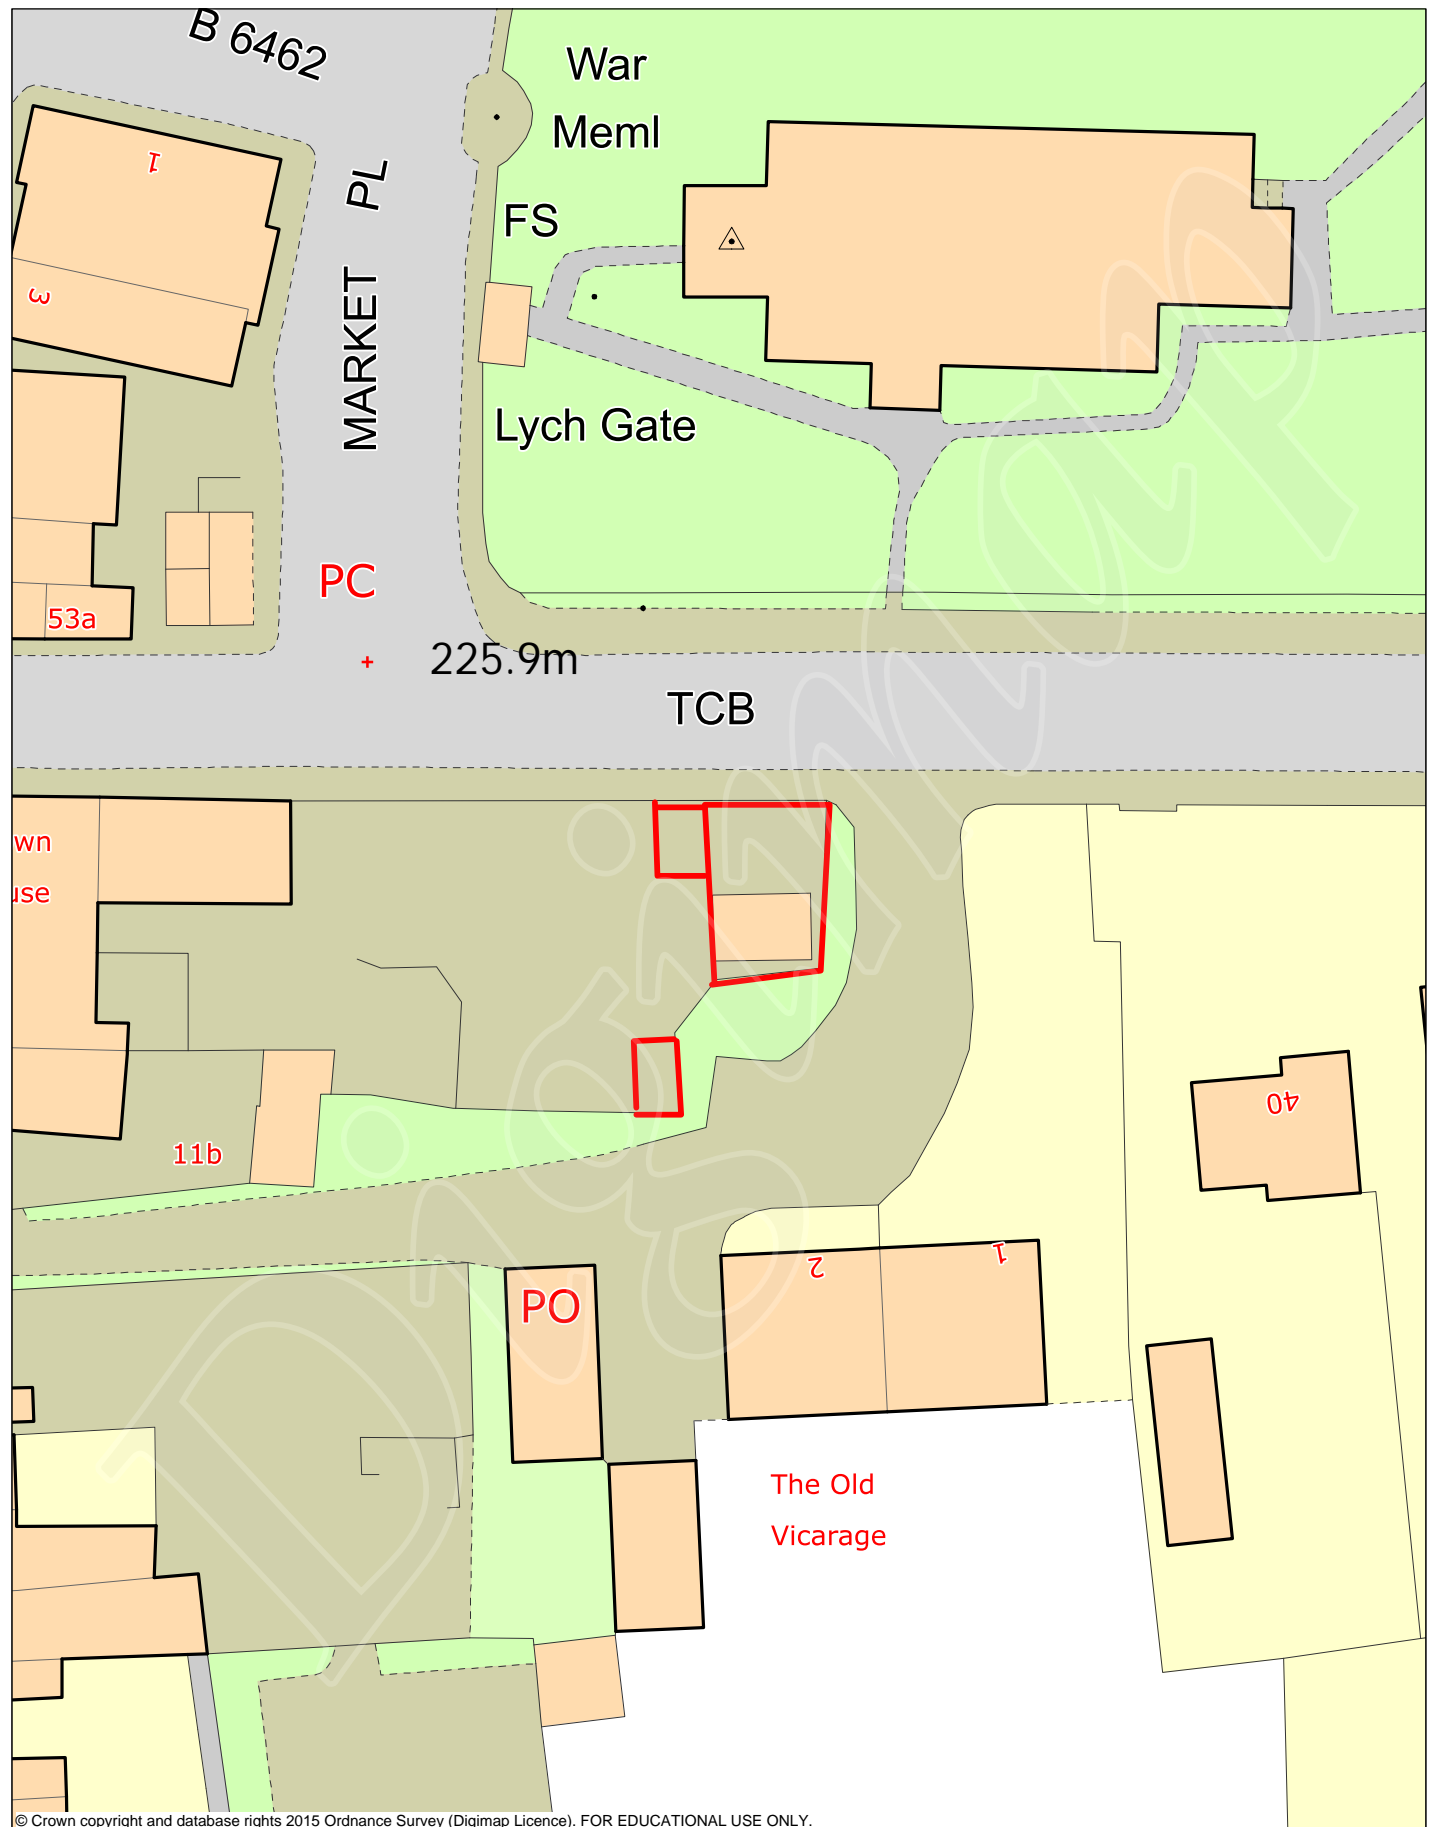 B 6462
War
Meml
1
MARKET PL
FS
3
Lych Gate
PC
53a
225.9m
TCB
wn
use
40
11b
2
1
PO
The Old
Vicarage
Digimap
© Crown copyright and database rights 2015 Ordnance Survey (Digimap Licence). FOR EDUCATIONAL USE ONLY.